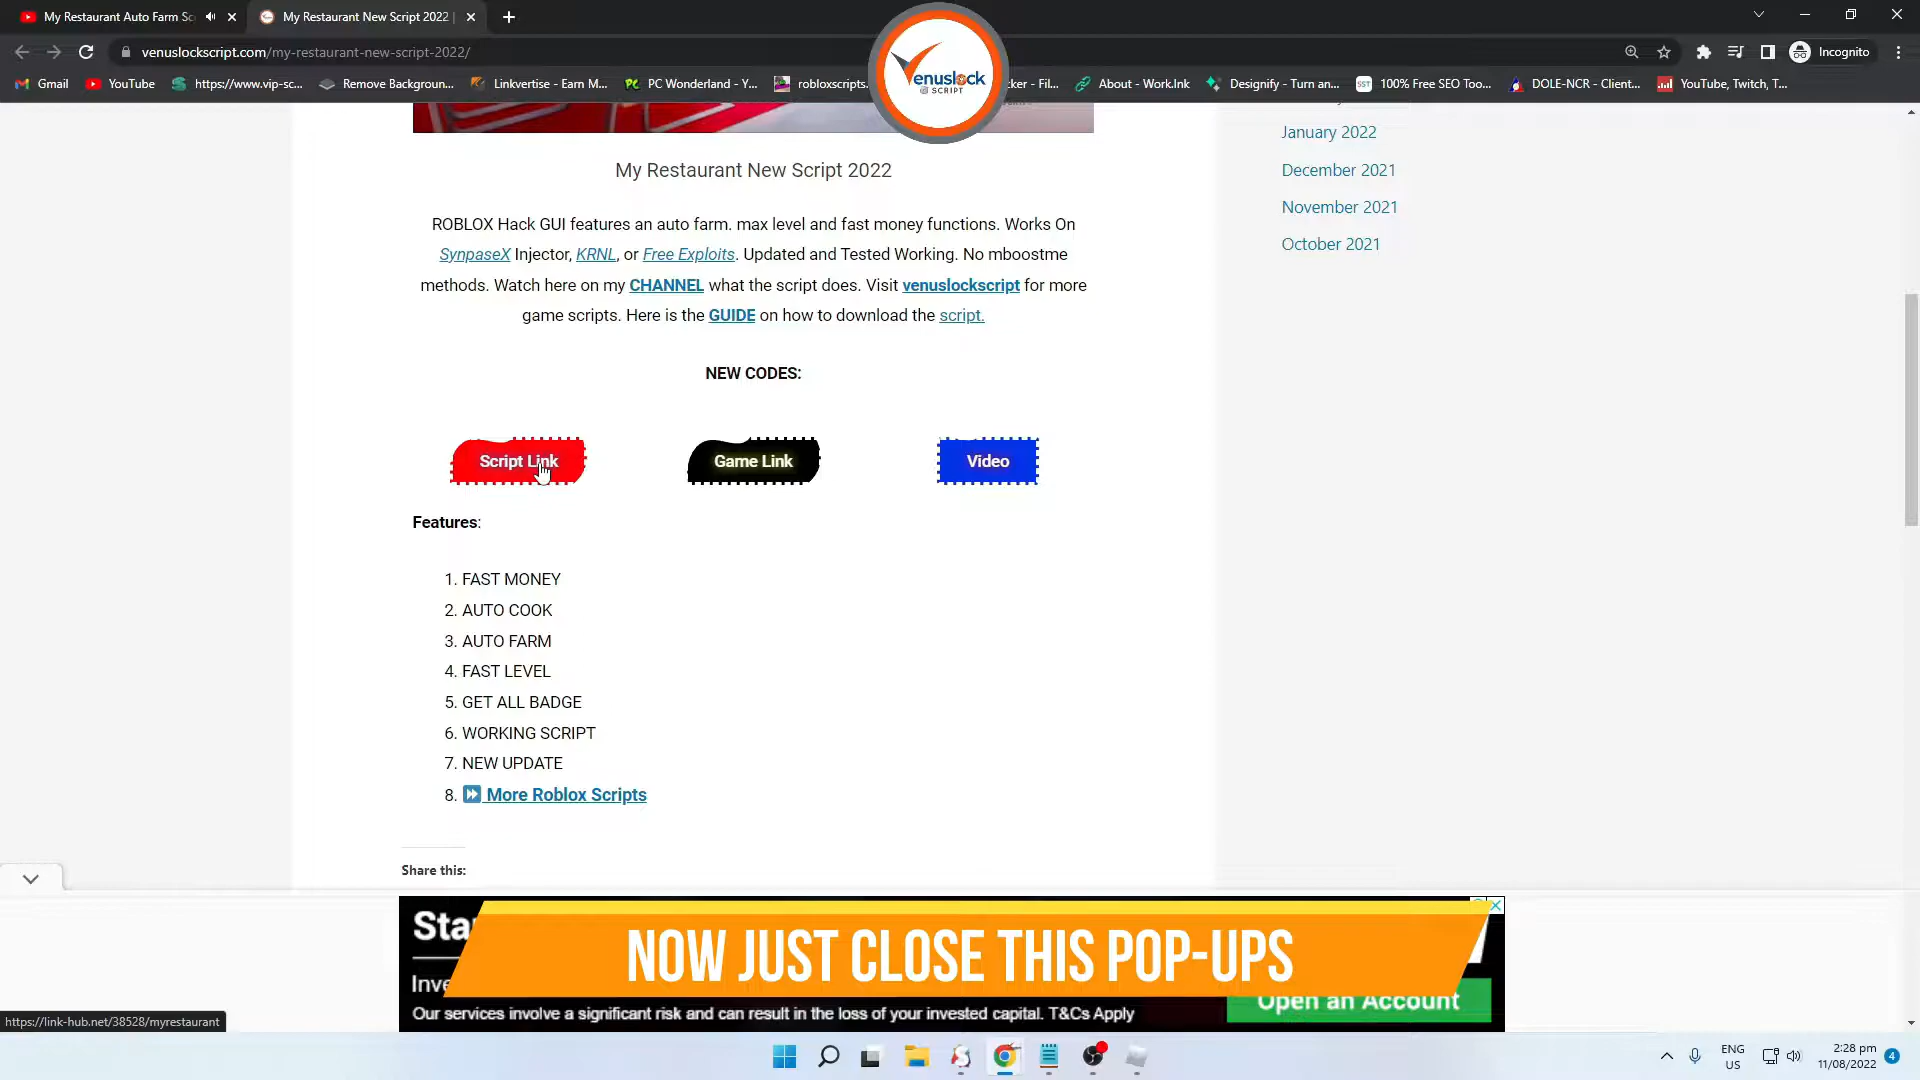 My Restaurant Auto Farm Sc
My Restaurant New Script 2022 |
venuslockscript.com/my-restaurant-new-script-2022/
Incognito
Gmail
YouTube
https://www.vip-sc...
Remove Backgroun...
Linkvertise - Earn M...
PC Wonderland - Y...
robloxscripts.
cker - Fil...
About - Work.Ink
Designify - Turn an...
100% Free SEO Too...
DOLE-NCR - Client...
YouTube, Twitch, T...
enuslock
@ SCRIPT
January 2022
December 2021
November 2021
October 2021
My Restaurant New Script 2022
ROBLOX Hack GUI features an auto farm. max level and fast money functions. Works On
SynpaseX Injector, KRNL, or Free Exploits. Updated and Tested Working. No mboostme
methods. Watch here on my CHANNEL what the script does. Visit venuslockscript for more
game scripts. Here is the GUIDE on how to download the script.
NEW CODES:
Script Link
Game Link
Video
Features:
1. FAST MONEY
2. AUTO COOK
3. AUTO FARM
4. FAST LEVEL
5. GET ALL BADGE
6. WORKING SCRIPT
7. NEW UPDATE
8. More Roblox Scripts
Share this:
Sta
NOW JUST CLOSE THIS POP-UPS
Inve
Open an Account
Our services involve a significant risk and can result in the loss of your invested capital. T&Cs Apply
https://link-hub.net/38528/myrestaurant
ENG
US
2:28 pm
11/08/2022
4